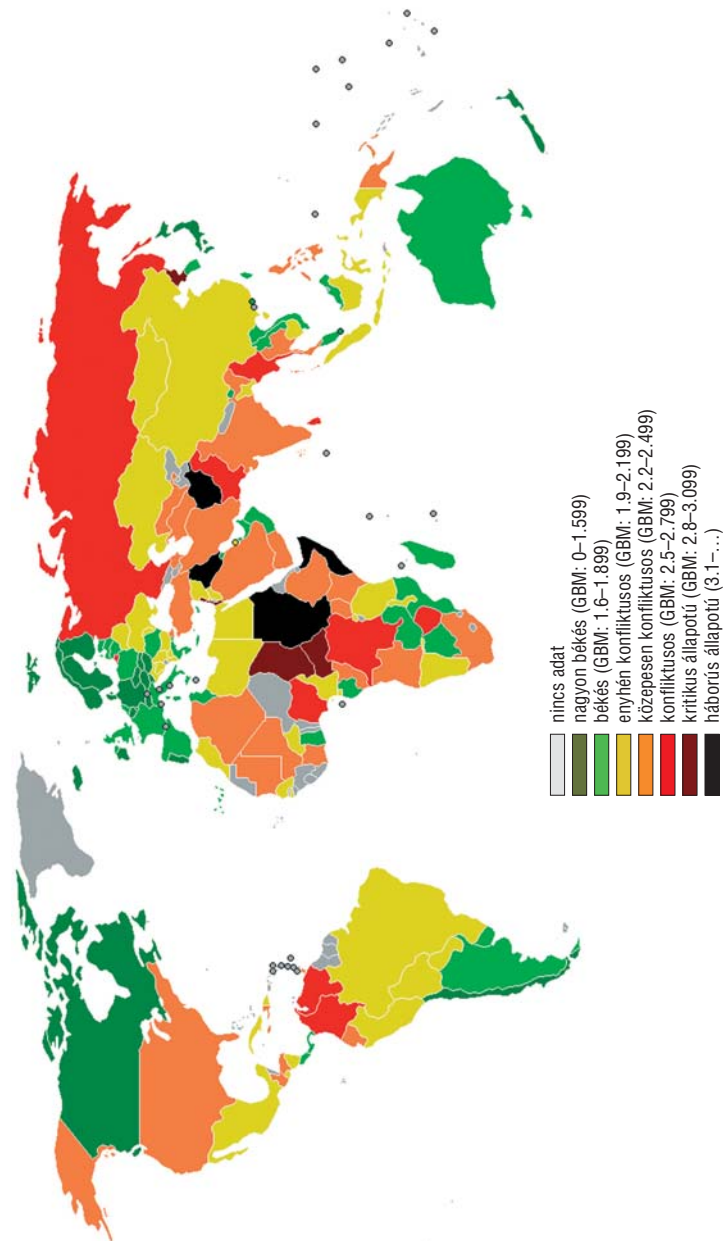 nincs adat
nagyon békés (GBM: 0–1.599)
békés (GBM: 1.6–1.899)
enyhén konfliktusos (GBM: 1.9–2.199)
közepesen konfliktusos (GBM: 2.2–2.499)
konfliktusos (GBM: 2.5–2.799)
kritikus állapotú (GBM: 2.8–3.099)
háborús állapotú (3.1–…)